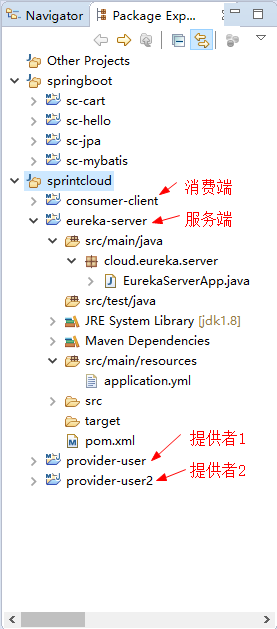 Navigator Package Exp...
Other Projects
springboot
sc-cart
sc-hello
sc-jpa
sc-mybatis
sprintcloud
consumer-client 消费端
eureka-server 服务端
src/main/java
cloud.eureka.server
EurekaServerApp.java
src/test/java
JRE System Library [jdk1.8]
Maven Dependencies
src/main/resources
application.yml
src
target
pom.xml
提供者1
provider-user
提供者2
provider-user2